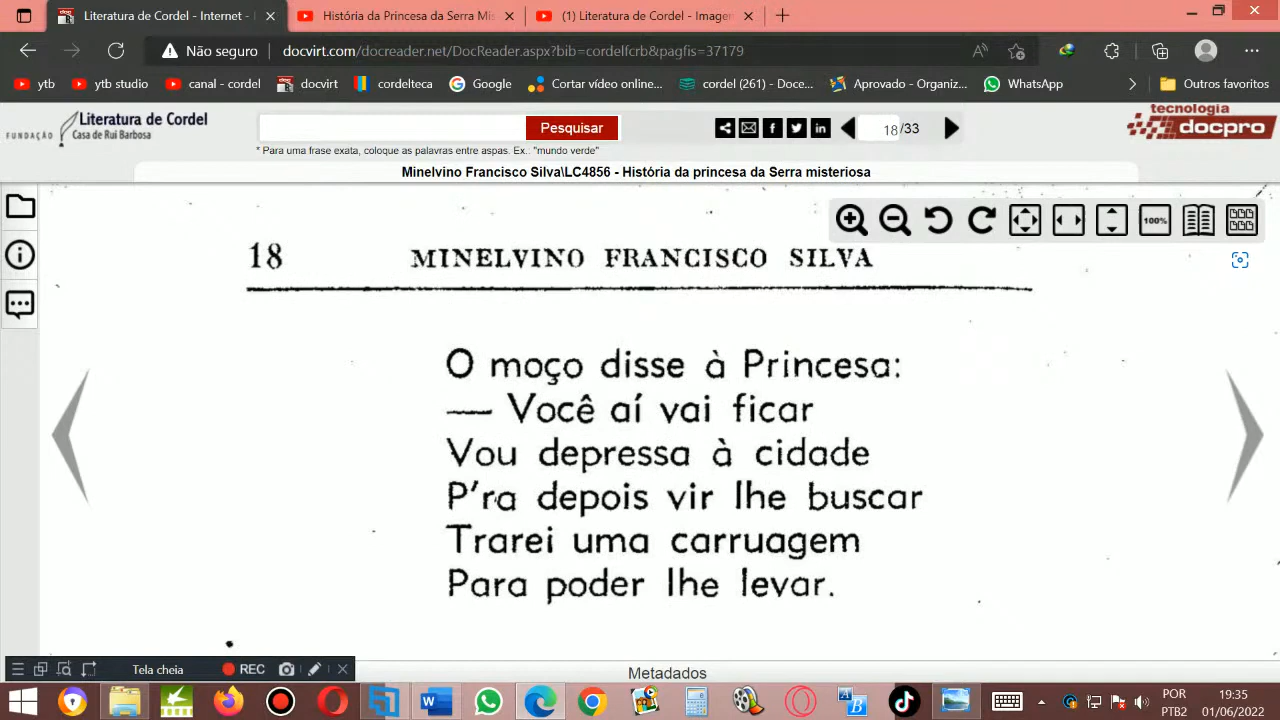 Literatura de Cordel - Internet -
História da Princesa da Serra Mis
(1) Literatura de Cordel - Imagen
Não seguro
docvirt.com/docreader.net/DocReader.aspx?bib=cordelfcrb&pagfis=37179
ytb
ytb studio
canal - cordel
docvirt
cordelteca
Google
Cortar vídeo online...
cordel (261) - Doce...
Aprovado - Organiz...
WhatsApp
Outros favoritos
FUNDAÇÃO
Literatura de Cordel
Casa de Rui Barbosa
Pesquisar
18 /33
tecnologia
docpro
* Para uma frase exata, coloque as palavras entre aspas. Ex.: "mundo verde"
Minelvino Francisco Silva\LC4856 - História da princesa da Serra misteriosa
100%
18 MINELVINO FRANCISCO SILVA
O moço disse à Princesa:
— Você aí vai ficar
Vou depressa à cidade
P'ra depois vir lhe buscar
Trarei uma carruagem
Para poder lhe levar.
Tela cheia
REC
Metadados
POR
PTB2
19:35
01/06/2022